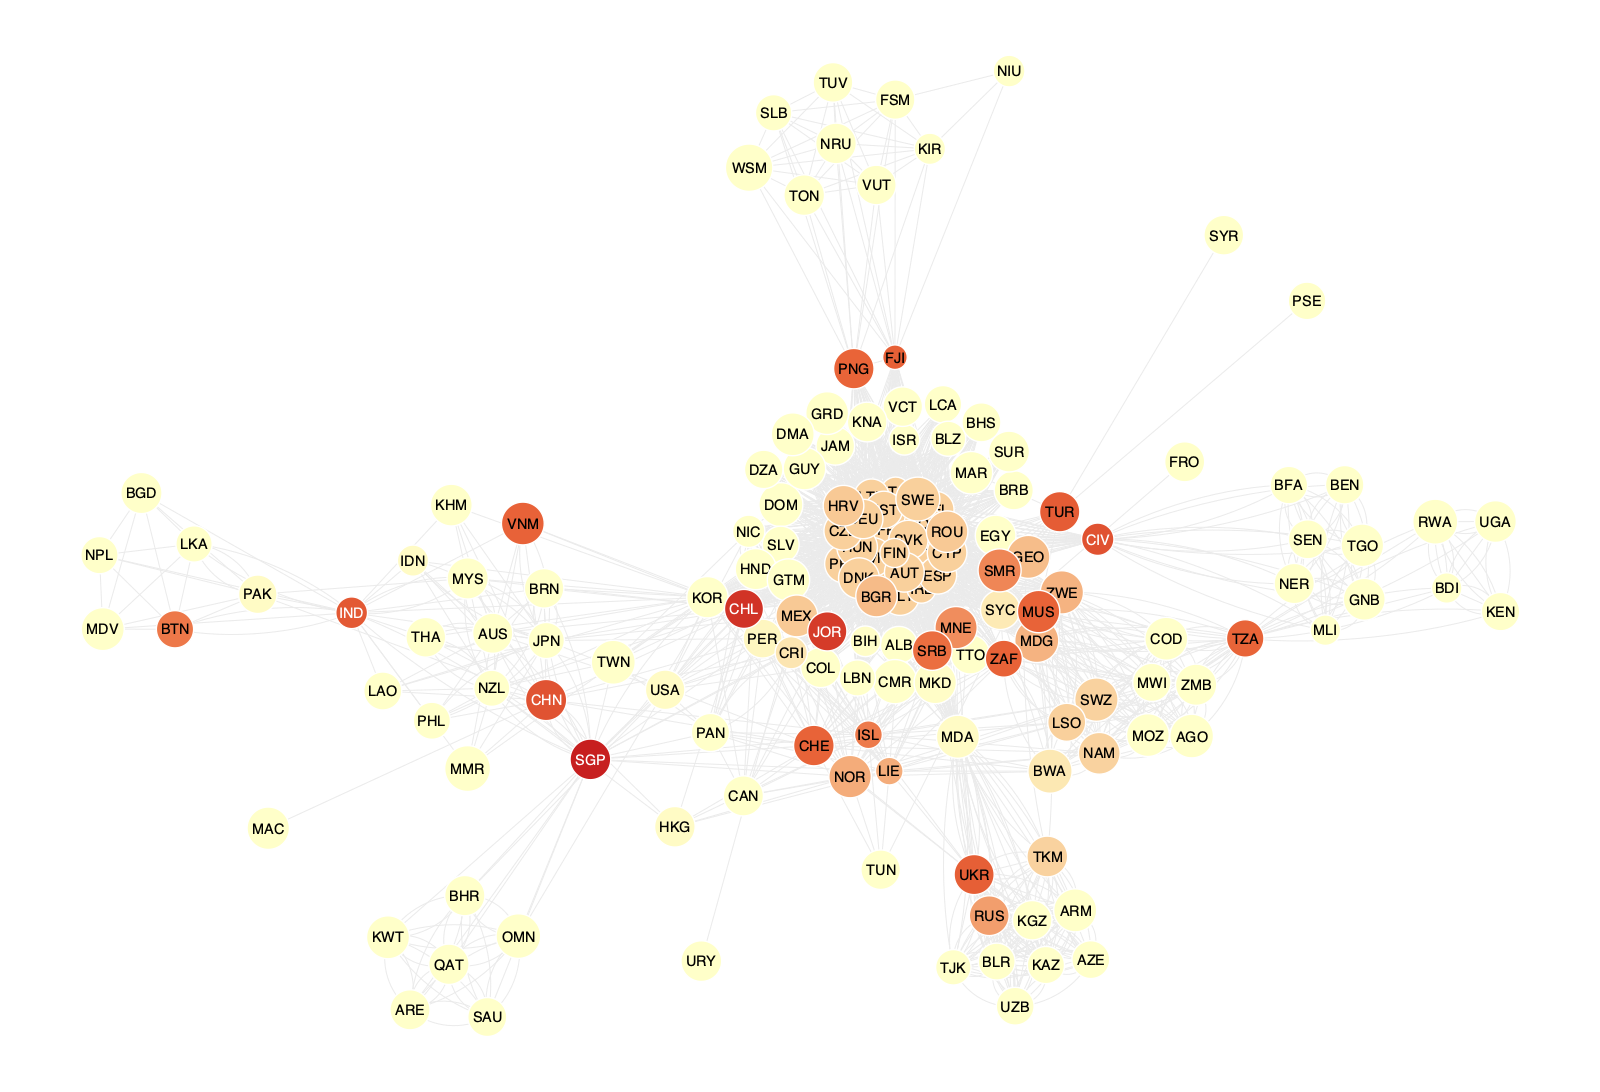 NIU
TUV
FSM
SLB
NRU
KIR
WSM
VUT
TON
SYR
PSE
FJI
PNG
VCT
LCA
GRD
KNA
BHS
DMA
ISR
BLZ
JAM
SUR
FRO
DZA
GUY
MAR
BFA
BEN
BRB
BGD
KHM
DOM
HRV
SWE
TUR
VNM
RWA
UGA
NIC
ROU
EGY
CIV
SEN
LKA
SLV
SVK
TGO
NPL
IDN
FIN
GEO
HND
AUT
SMR
MYS
GTM
DNK
ESP
NER
BDI
BRN
PAK
KOR
BGR
ZWE
GNB
IND
CHL
MEX
SYC
MUS
KEN
MDV
BTN
THA
AUS
JPN
PER
JOR
BIH
ALB
MNE
MDG
COD
MLI
TZA
TWN
CRI
COL
SRB
TTO
ZAF
LAO
NZL
USA
LBN
CMR
MKD
MWI
ZMB
CHN
SWZ
PHL
PAN
LSO
ISL
MDA
MOZ
AGO
CHE
SGP
MMR
NOR
LIE
BWA
NAM
CAN
MAC
HKG
TUN
TKM
UKR
BHR
RUS
KGZ
ARM
KWT
OMN
QAT
URY
TJK
BLR
KAZ
AZE
ARE
SAU
UZB